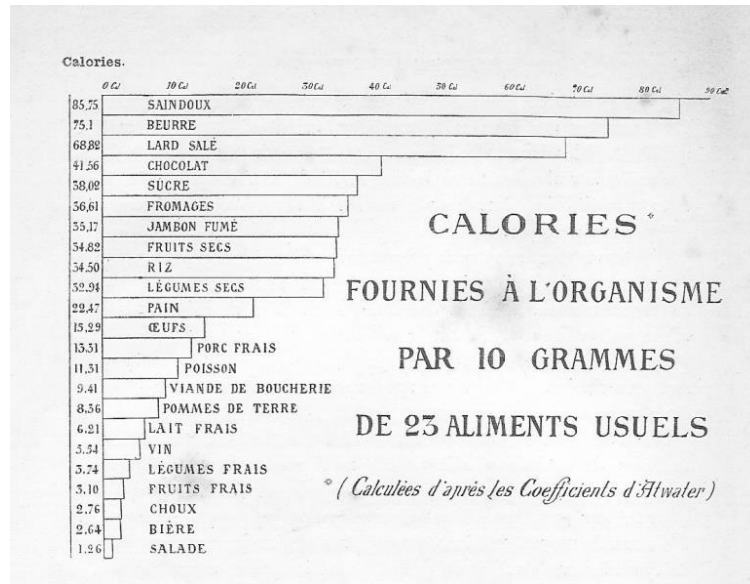 Calories.
0 Cal 10 Cal 20 Cal 30 Cal 40 Cal 50 Cal 60 Cal 70 Cal 80 Cal 90 Cal
85,75 SAINDOUX
75.1 BEURRE
68,82 LARD SALÉ
41,56 CHOCOLAT
38,02 SUCRE
36,61 FROMAGES
35,17 JAMBON FUMÉ
34.82 FRUITS SECS
34.50 RIZ
32.94 LÉGUMES SECS
22,47 PAIN
15,29 ŒUFS
13.31 PORC FRAIS
11,31 POISSON
9.41 VIANDE DE BOUCHERIE
8,36 POMMES DE TERRE
6.21 LAIT FRAIS
5.54 VIN
3.74 LÉGUMES FRAIS
3.10 FRUITS FRAIS
2.76 CHOUX
2.64 BIÈRE
1.26 SALADE
CALORIES *
FOURNIES À L'ORGANISME
PAR 10 GRAMMES
DE 23 ALIMENTS USUELS
* (Calculées d'après les Coefficients d'Atwater)